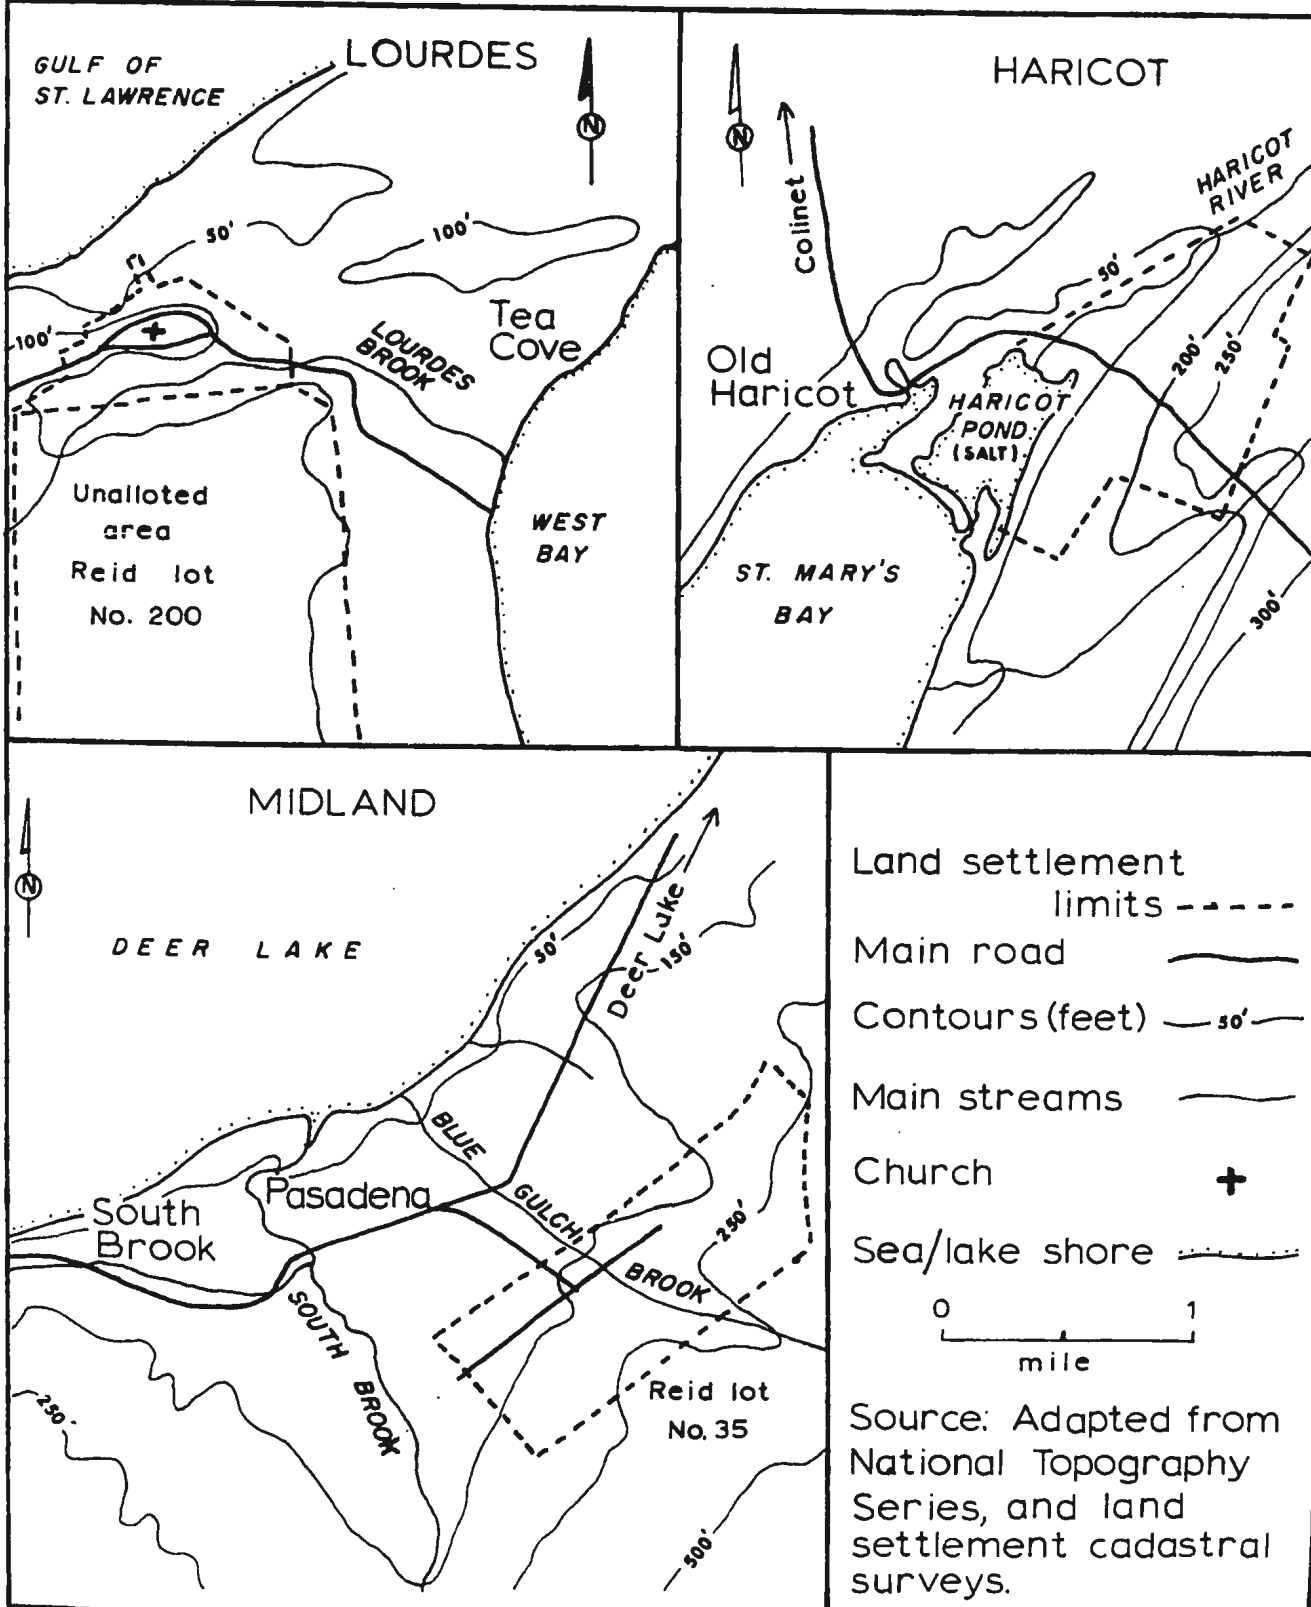 LOURDES
GULF OF
ST. LAWRENCE
N
50'
100'
100'
Tea
Cove
LOURDES
BROOK
Unalloted
area
Reid lot
No. 200
WEST
BAY
HARICOT
N
Colinet
HARICOT
RIVER
50'
200'
250'
Old
Haricot
HARICOT
POND
(SALT)
200'
ST. MARY'S
BAY
300'
MIDLAND
N
DEER LAKE
50'
Deer Lake
150'
BLUE
GULCH
BROOK
Pasadena
South
Brook
250'
SOUTH
BROOK
Reid lot
No. 35
250'
500'
Land settlement
limits
Main road
Contours (feet) 50'
Main streams
Church
Sea/lake shore
0 1
mile
Source: Adapted from
National Topography
Series, and land
settlement cadastral
surveys.